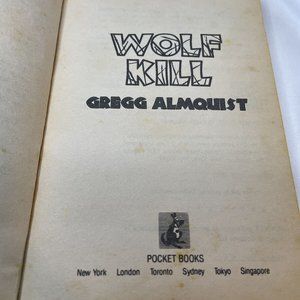 WOLF
KILL
GREGG ALMQUIST
POCKET BOOKS
New York London Toronto Sydney Tokyo Singapore